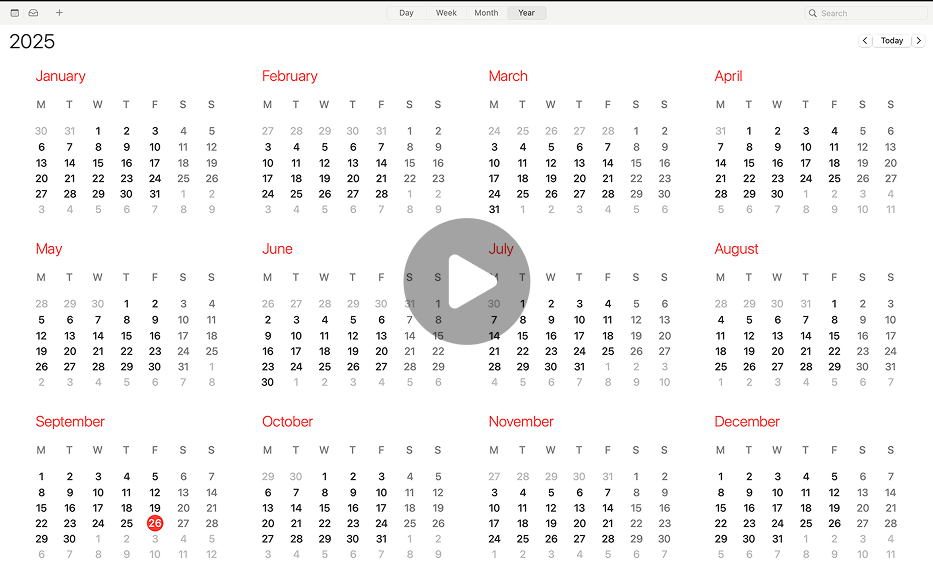 Day Week Month Year
Search
2025
Today
January
M T W T F S S
30 31 1 2 3 4 5
6 7 8 9 10 11 12
13 14 15 16 17 18 19
20 21 22 23 24 25 26
27 28 29 30 31 1 2
3 4 5 6 7 8 9
February
M T W T F S S
27 28 29 30 31 1 2
3 4 5 6 7 8 9
10 11 12 13 14 15 16
17 18 19 20 21 22 23
24 25 26 27 28 1 2
3 4 5 6 7 8 9
March
M T W T F S S
24 25 26 27 28 1 2
3 4 5 6 7 8 9
10 11 12 13 14 15 16
17 18 19 20 21 22 23
24 25 26 27 28 29 30
31 1 2 3 4 5 6
April
M T W T F S S
31 1 2 3 4 5 6
7 8 9 10 11 12 13
14 15 16 17 18 19 20
21 22 23 24 25 26 27
28 29 30 1 2 3 4
5 6 7 8 9 10 11
May
M T W T F S S
28 29 30 1 2 3 4
5 6 7 8 9 10 11
12 13 14 15 16 17 18
19 20 21 22 23 24 25
26 27 28 29 30 31 1
2 3 4 5 6 7 8
June
M T W T F S S
26 27 28 29 30 31 1
2 3 4 5 6 7 8
9 10 11 12 13 14 15
16 17 18 19 20 21 22
23 24 25 26 27 28 29
30 1 2 3 4 5 6
July
M T W T F S S
30 1 2 3 4 5 6
7 8 9 10 11 12 13
14 15 16 17 18 19 20
21 22 23 24 25 26 27
28 29 30 31 1 2 3
4 5 6 7 8 9 10
August
M T W T F S S
28 29 30 31 1 2 3
4 5 6 7 8 9 10
11 12 13 14 15 16 17
18 19 20 21 22 23 24
25 26 27 28 29 30 31
1 2 3 4 5 6 7
September
M T W T F S S
1 2 3 4 5 6 7
8 9 10 11 12 13 14
15 16 17 18 19 20 21
22 23 24 25 26 27 28
29 30 1 2 3 4 5
6 7 8 9 10 11 12
October
M T W T F S S
29 30 1 2 3 4 5
6 7 8 9 10 11 12
13 14 15 16 17 18 19
20 21 22 23 24 25 26
27 28 29 30 31 1 2
3 4 5 6 7 8 9
November
M T W T F S S
27 28 29 30 31 1 2
3 4 5 6 7 8 9
10 11 12 13 14 15 16
17 18 19 20 21 22 23
24 25 26 27 28 29 30
1 2 3 4 5 6 7
December
M T W T F S S
1 2 3 4 5 6 7
8 9 10 11 12 13 14
15 16 17 18 19 20 21
22 23 24 25 26 27 28
29 30 31 1 2 3 4
5 6 7 8 9 10 11